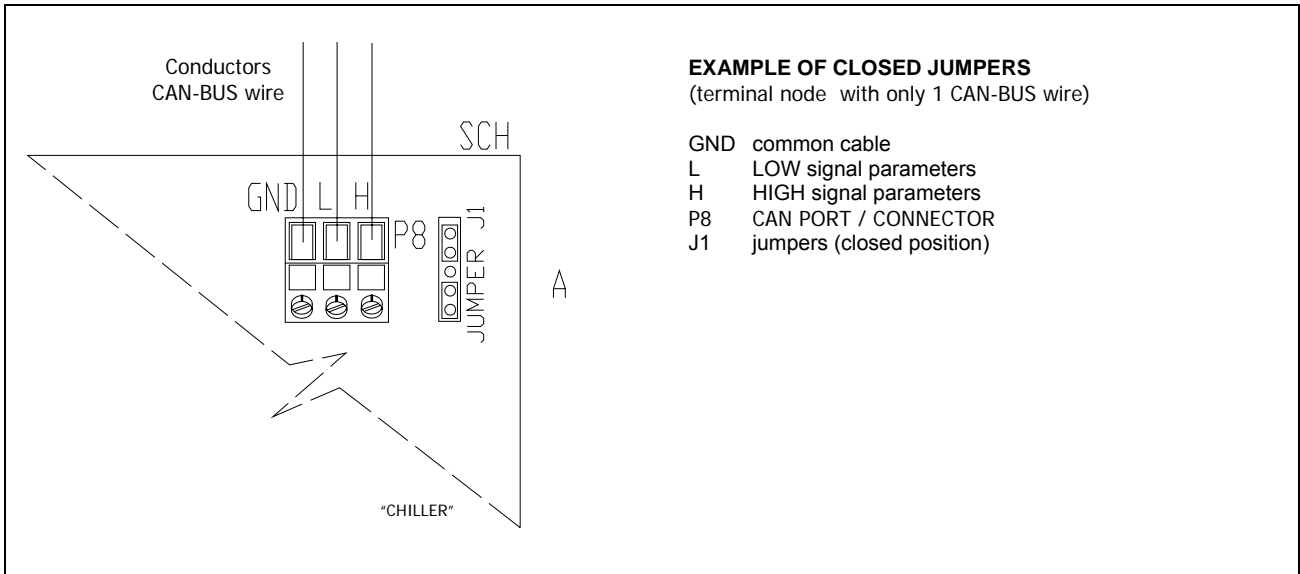 Conductors
CAN-BUS wire
SCH
GND L H
P8
JUMPER J1
A
"CHILLER"
EXAMPLE OF CLOSED JUMPERS
(terminal node with only 1 CAN-BUS wire)
GND common cable
L LOW signal parameters
H HIGH signal parameters
P8 CAN PORT / CONNECTOR
J1 jumpers (closed position)